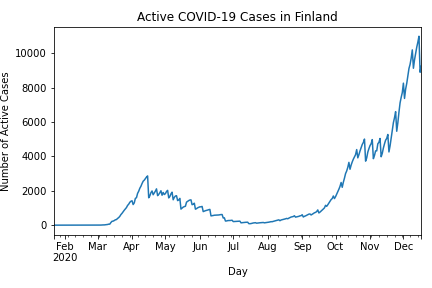 Active COVID-19 Cases in Finland
Number of Active Cases
10000
8000
6000
4000
2000
0
Feb Mar Apr May Jun Jul Aug Sep Oct Nov Dec
2020
Day